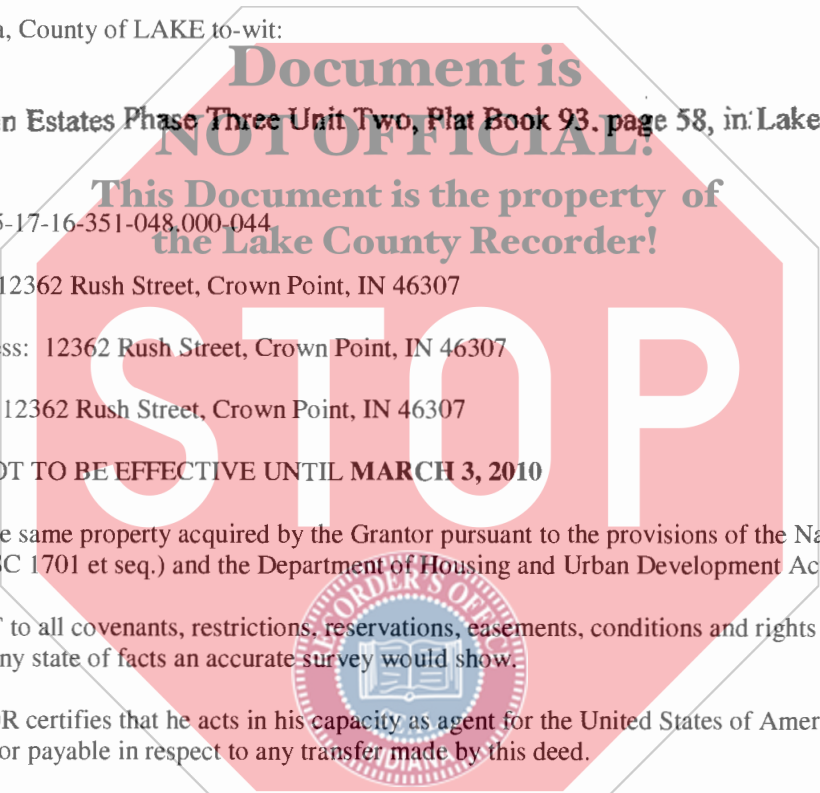 a, County of LAKE to-wit:
Document is
n Estates Phase Three Unit Two, Plat Book 93. page 58, in Lake
NOT OFFICIAL!
This Document is the property of
5-17-16-351-048.000-044
the Lake County Recorder!
12362 Rush Street, Crown Point, IN 46307
ess: 12362 Rush Street, Crown Point, IN 46307
12362 Rush Street, Crown Point, IN 46307
STOP
OT TO BE EFFECTIVE UNTIL MARCH 3, 2010
e same property acquired by the Grantor pursuant to the provisions of the Na
SC 1701 et seq.) and the Department of Housing and Urban Development Ac
T to all covenants, restrictions, reservations, easements, conditions and rights
ny state of facts an accurate survey would show.
OR certifies that he acts in his capacity as agent for the United States of Amer
or payable in respect to any transfer made by this deed.
RECORDER'S OFFICE
INDIANA